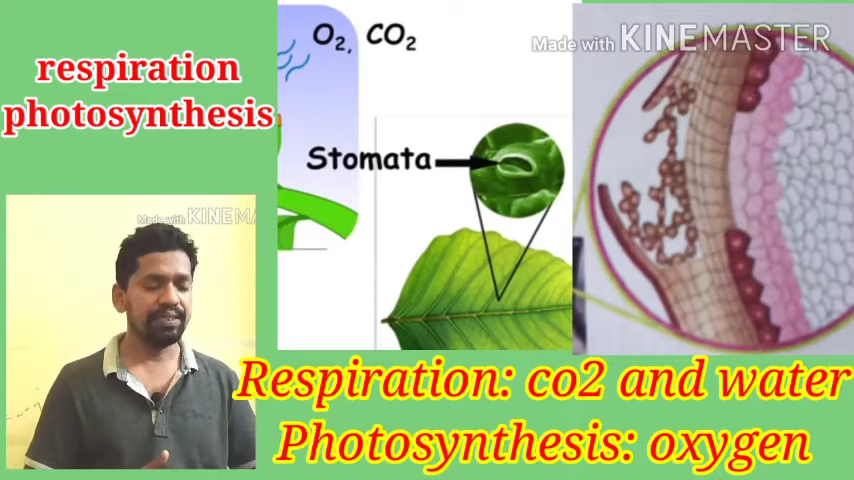 respiration
photosynthesis
O2, CO2
Made with KINEMASTER
Stomata
Made with KINEMA
Respiration: co2 and water
Photosynthesis: oxygen